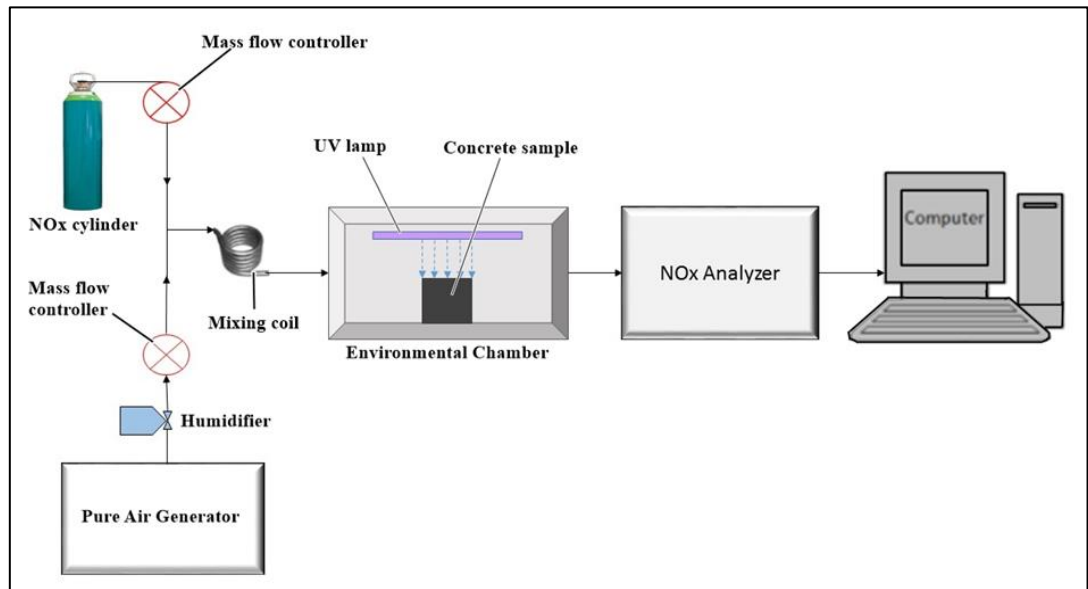 Mass flow controller
UV lamp
Concrete sample
NOx cylinder
Mass flow
controller
Mixing coil
Environmental Chamber
NOx Analyzer
Computer
Humidifier
Pure Air Generator